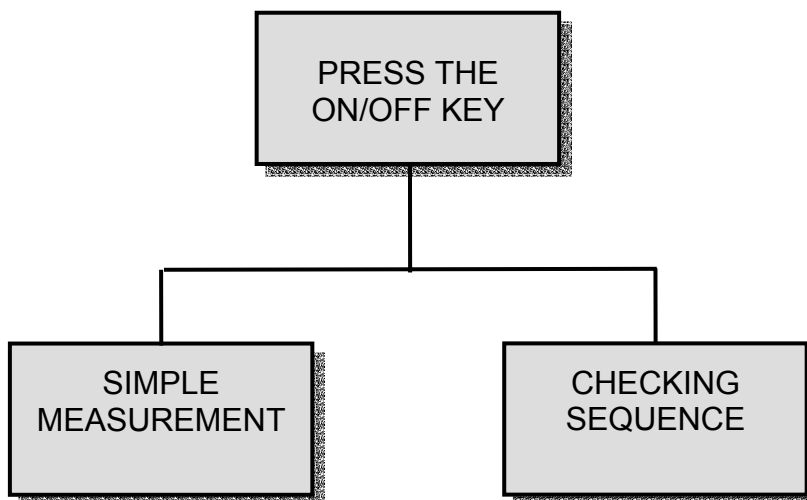 PRESS THE
ON/OFF KEY
SIMPLE
MEASUREMENT
CHECKING
SEQUENCE